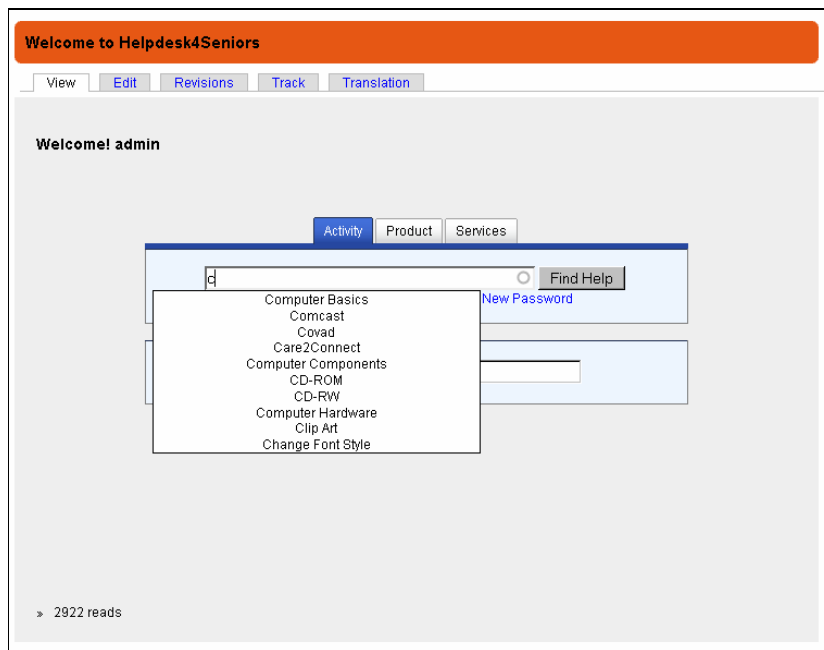 Welcome to Helpdesk4Seniors
View Edit Revisions Track Translation
Welcome! admin
Activity Product Services
c Find Help
New Password
Computer Basics
Comcast
Covad
Care2Connect
Computer Components
CD-ROM
CD-RW
Computer Hardware
Clip Art
Change Font Style
» 2922 reads